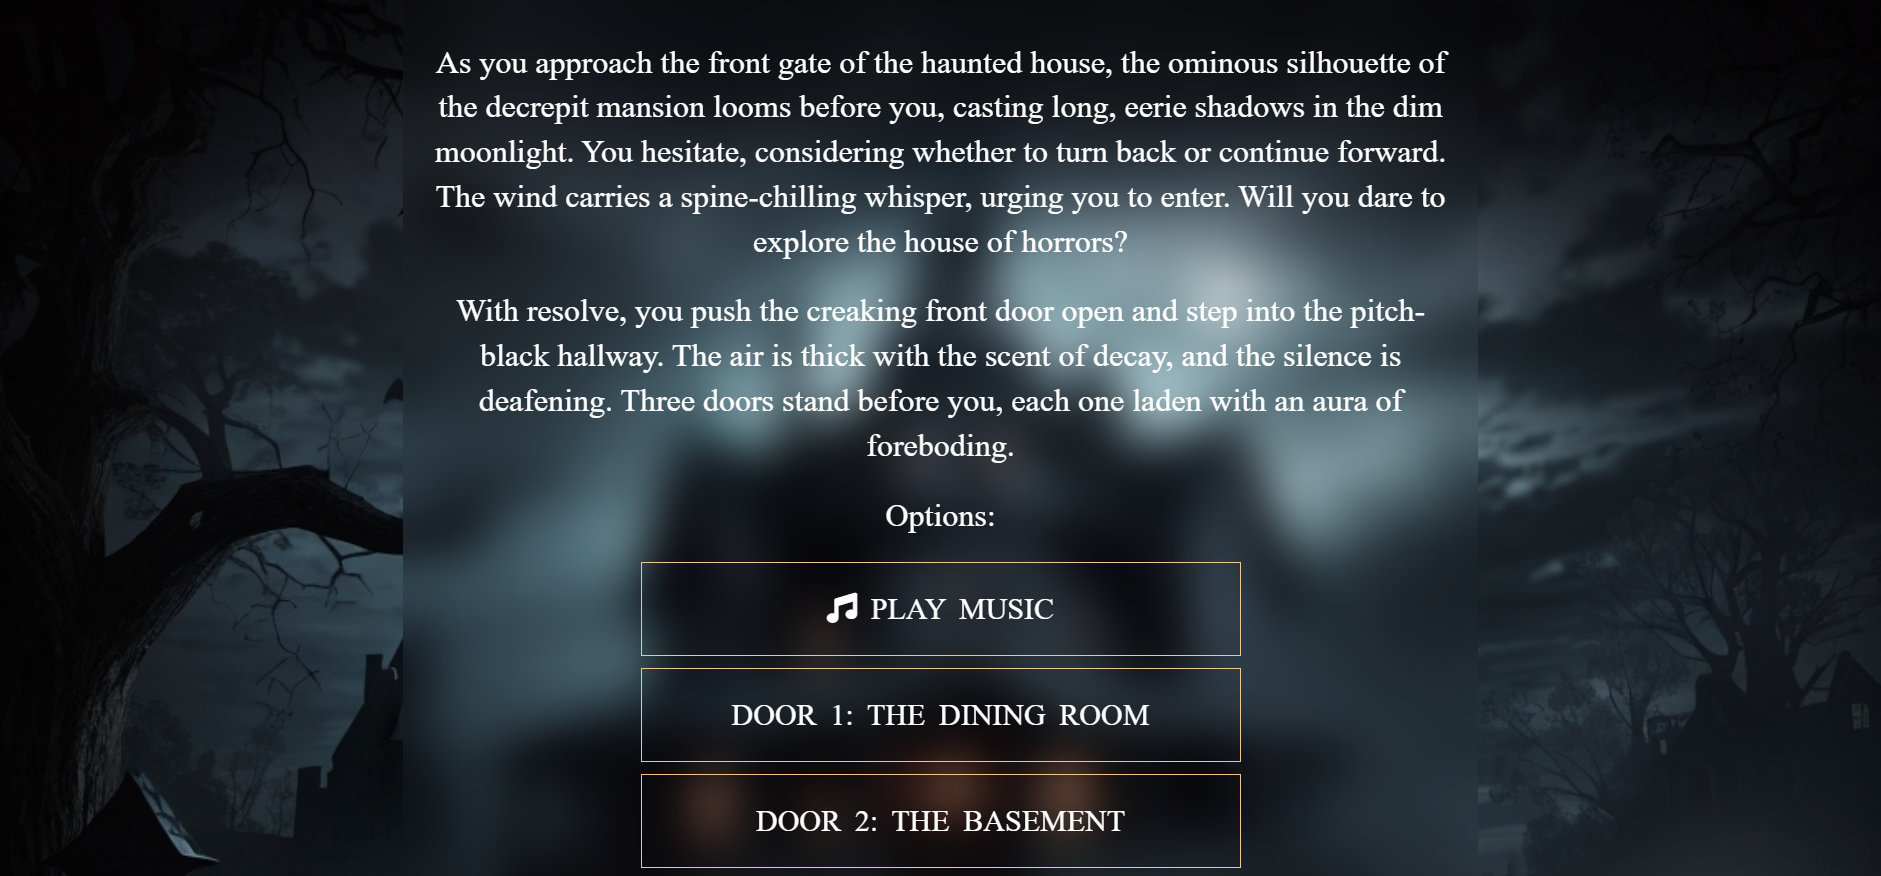 As you approach the front gate of the haunted house, the ominous silhouette of
the decrepit mansion looms before you, casting long, eerie shadows in the dim
moonlight. You hesitate, considering whether to turn back or continue forward.
The wind carries a spine-chilling whisper, urging you to enter. Will you dare to
explore the house of horrors?
With resolve, you push the creaking front door open and step into the pitch-
black hallway. The air is thick with the scent of decay, and the silence is
deafening. Three doors stand before you, each one laden with an aura of
foreboding.
Options:
PLAY MUSIC
DOOR 1: THE DINING ROOM
DOOR 2: THE BASEMENT